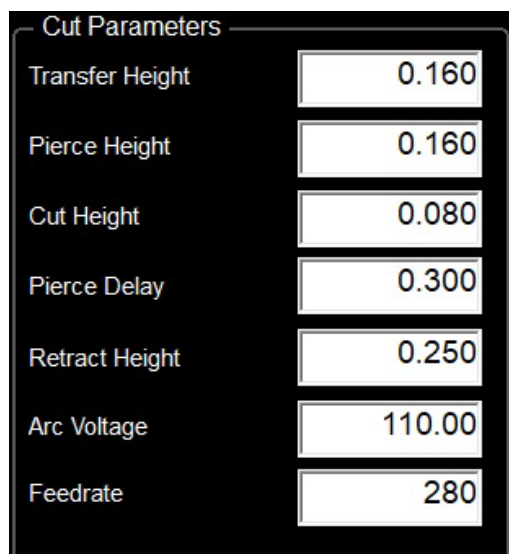 Cut Parameters
Transfer Height 0.160
Pierce Height 0.160
Cut Height 0.080
Pierce Delay 0.300
Retract Height 0.250
Arc Voltage 110.00
Feedrate 280